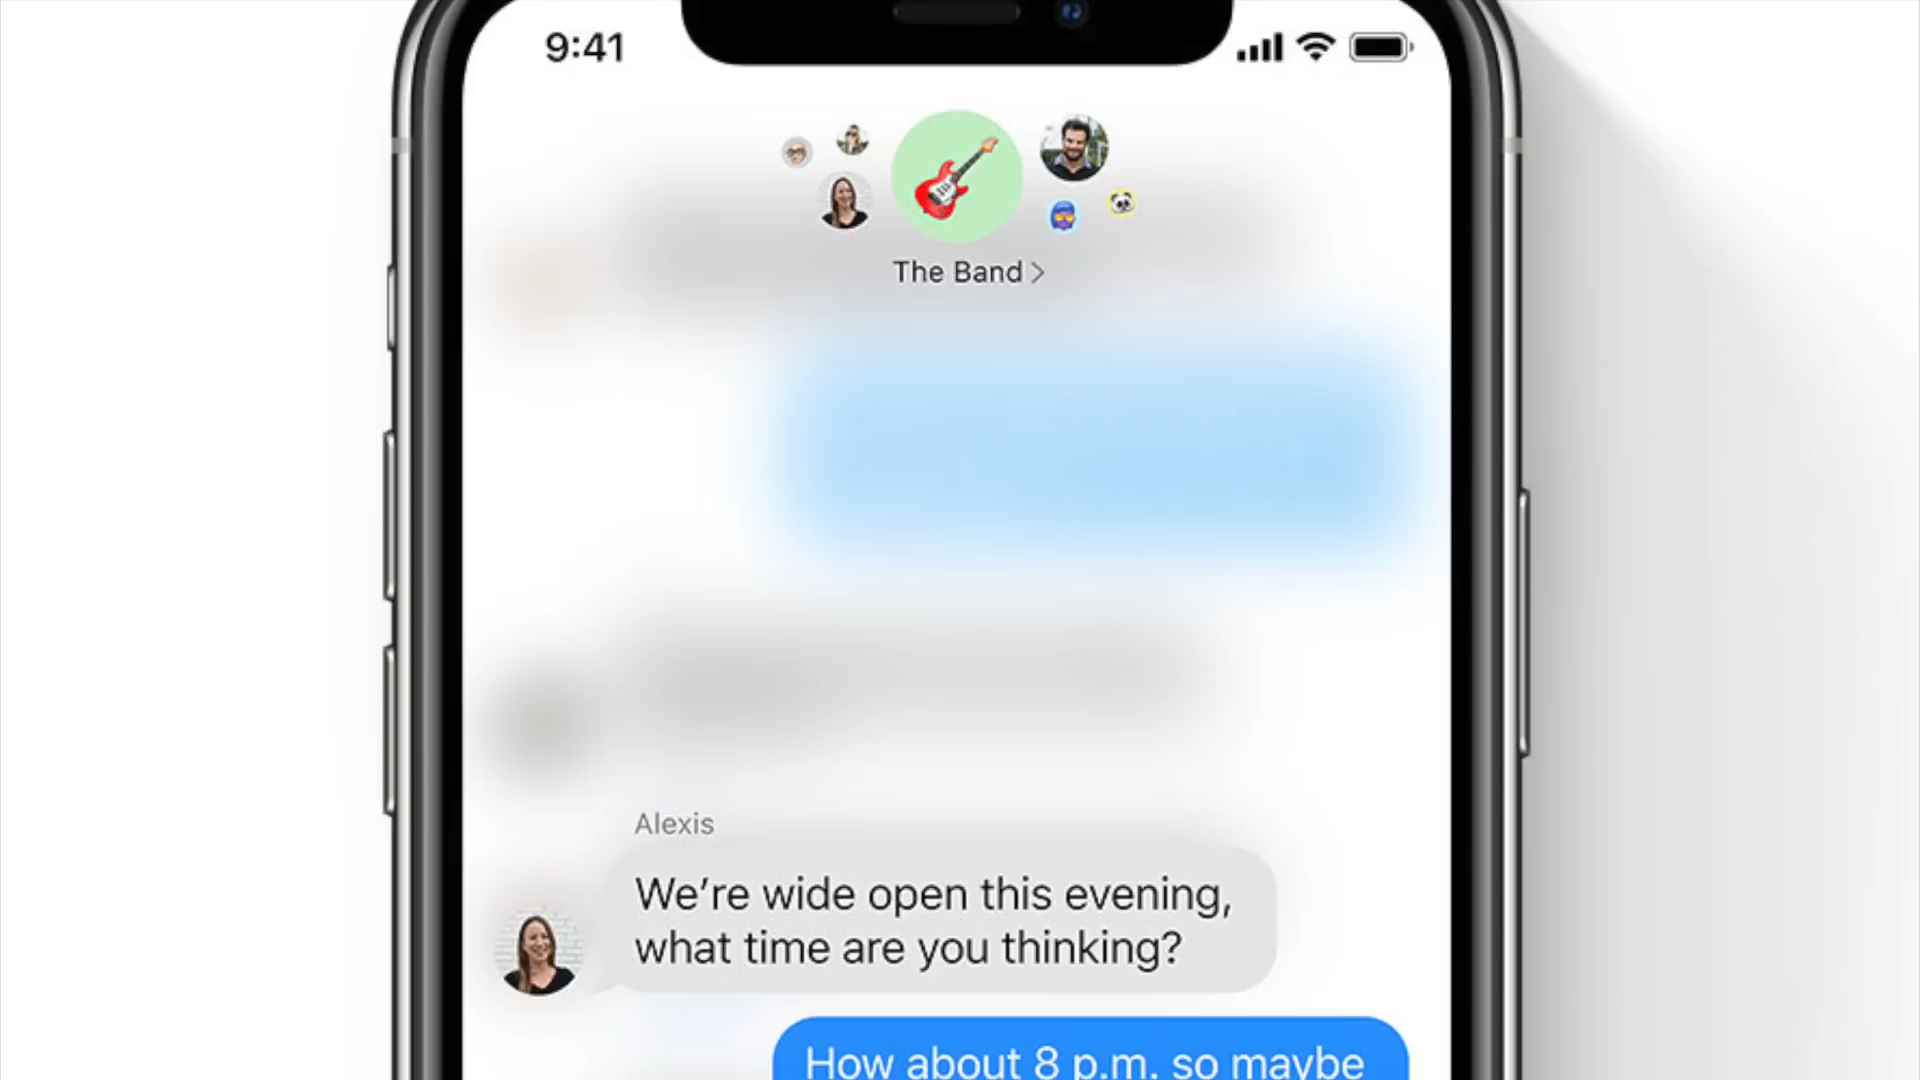 9:41
The Band >
Alexis
We’re wide open this evening,
what time are you thinking?
How about 8 p.m. so maybe